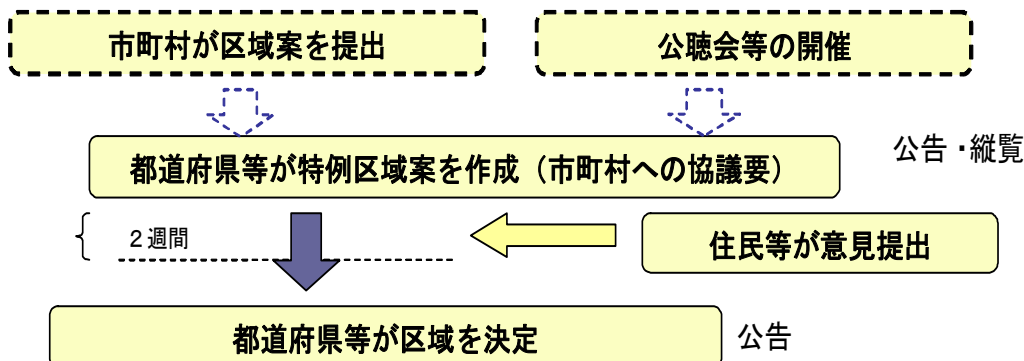 市町村が区域案を提出
公聴会等の開催
公告・縦覧
都道府県等が特例区域案を作成（市町村への協議要）
２週間
住民等が意見提出
都道府県等が区域を決定
公告